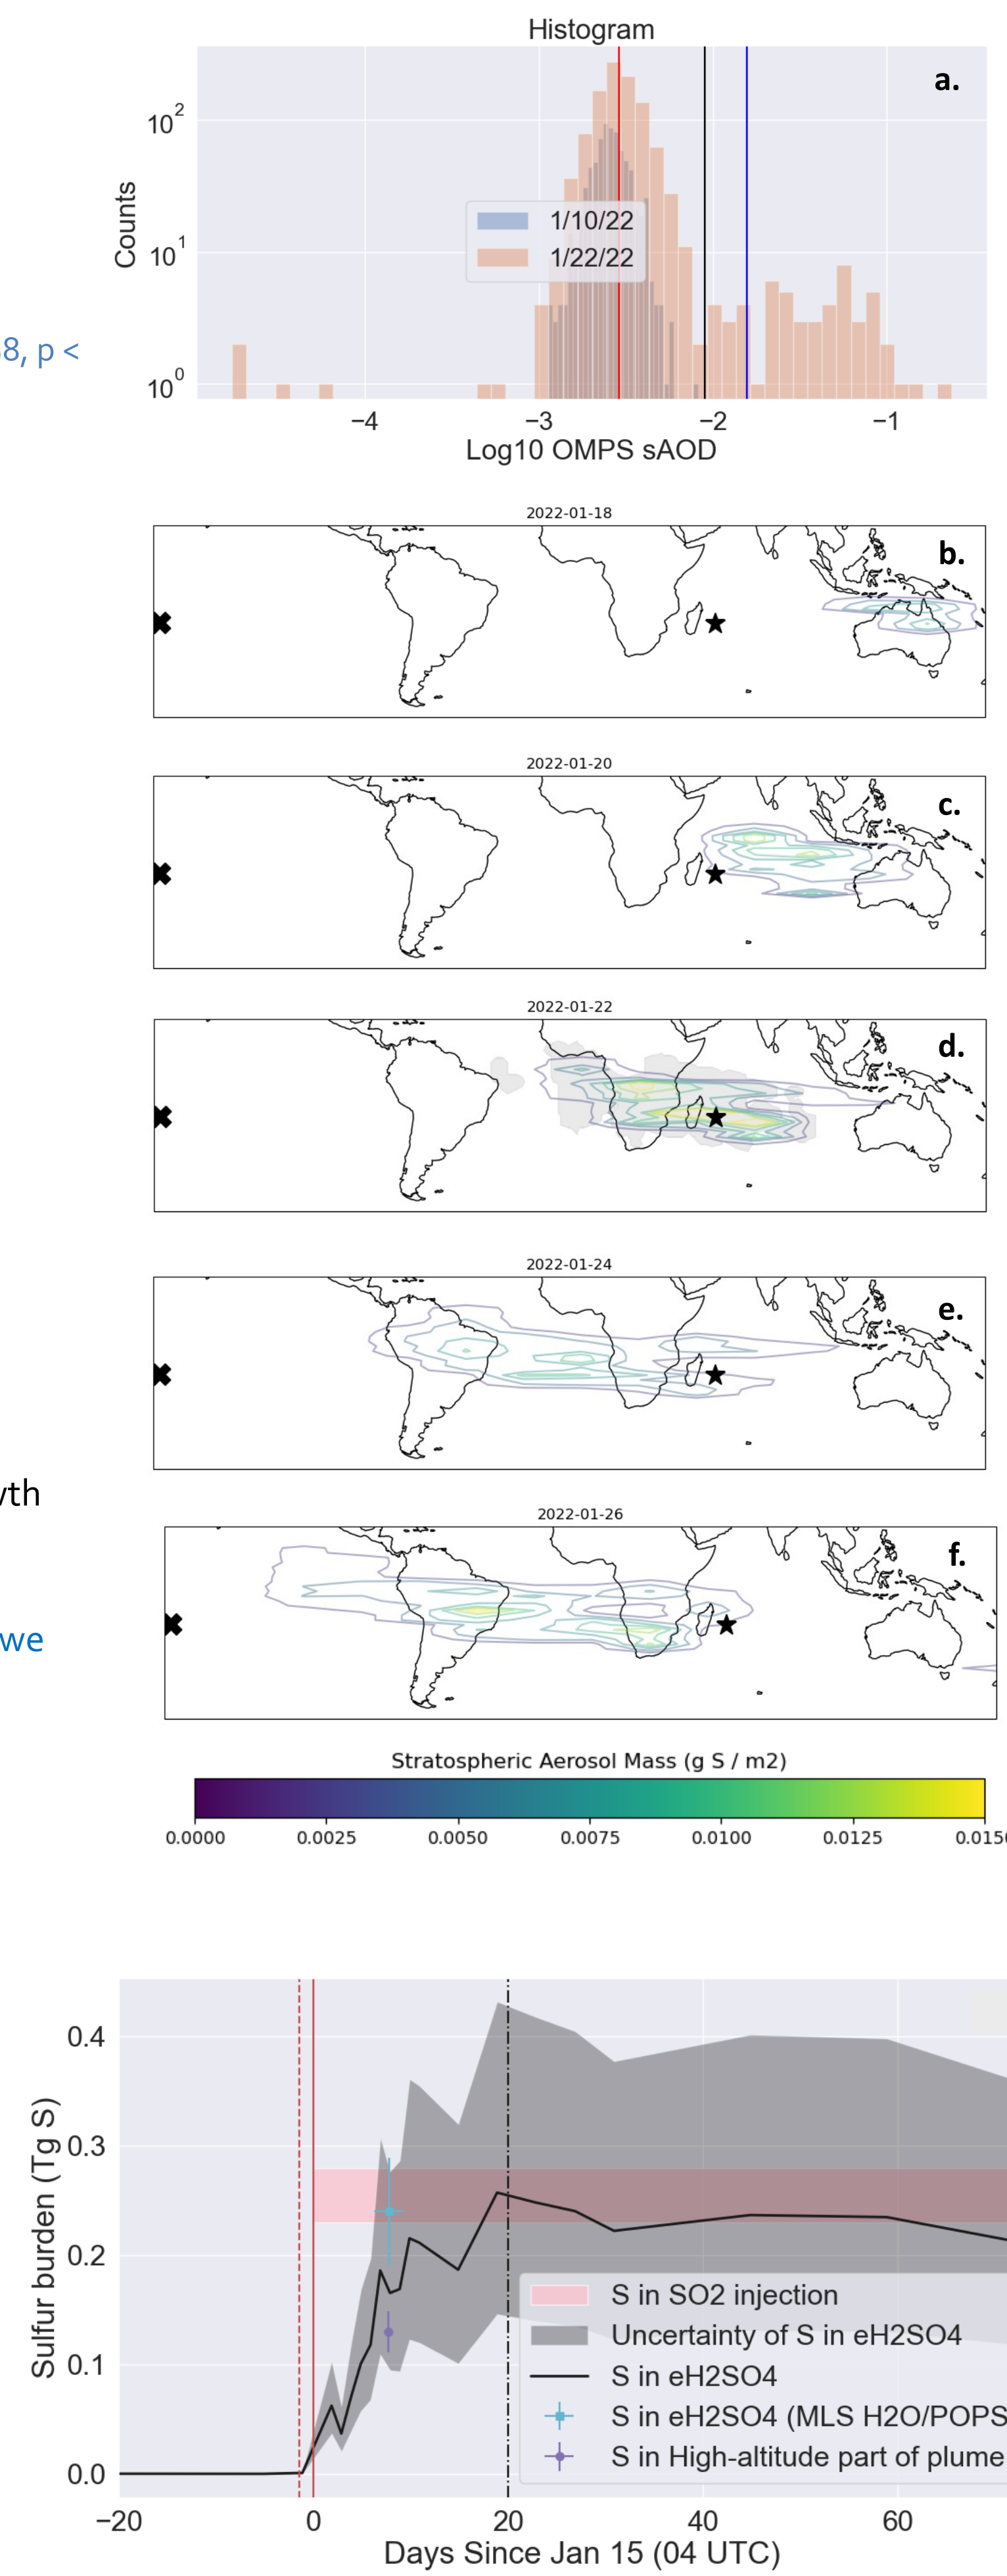 Histogram
a.
10²
10¹
10⁰
Counts
1/10/22
1/22/22
8, p <
−4 −3 −2 −1
Log10 OMPS sAOD
2022-01-18
b.
2022-01-20
c.
2022-01-22
d.
2022-01-24
e.
vth
2022-01-26
f.
we
Stratospheric Aerosol Mass (g S / m2)
0.0000 0.0025 0.0050 0.0075 0.0100 0.0125 0.0150
Sulfur burden (Tg S)
0.4
0.3
0.2
0.1
0.0
S in SO2 injection
Uncertainty of S in eH2SO4
S in eH2SO4
S in eH2SO4 (MLS H2O/POPS
S in High-altitude part of plume
−20 0 20 40 60
Days Since Jan 15 (04 UTC)